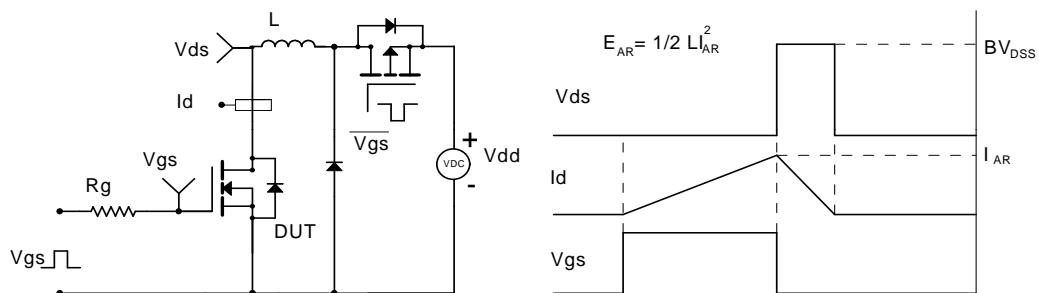 L
Vds
Id
Vgs
Vgs
Rg
DUT
Vgs
VDC
+
-
Vdd
E_AR = 1/2 LI_AR^2
BV_DSS
Vds
I_AR
Id
Vgs